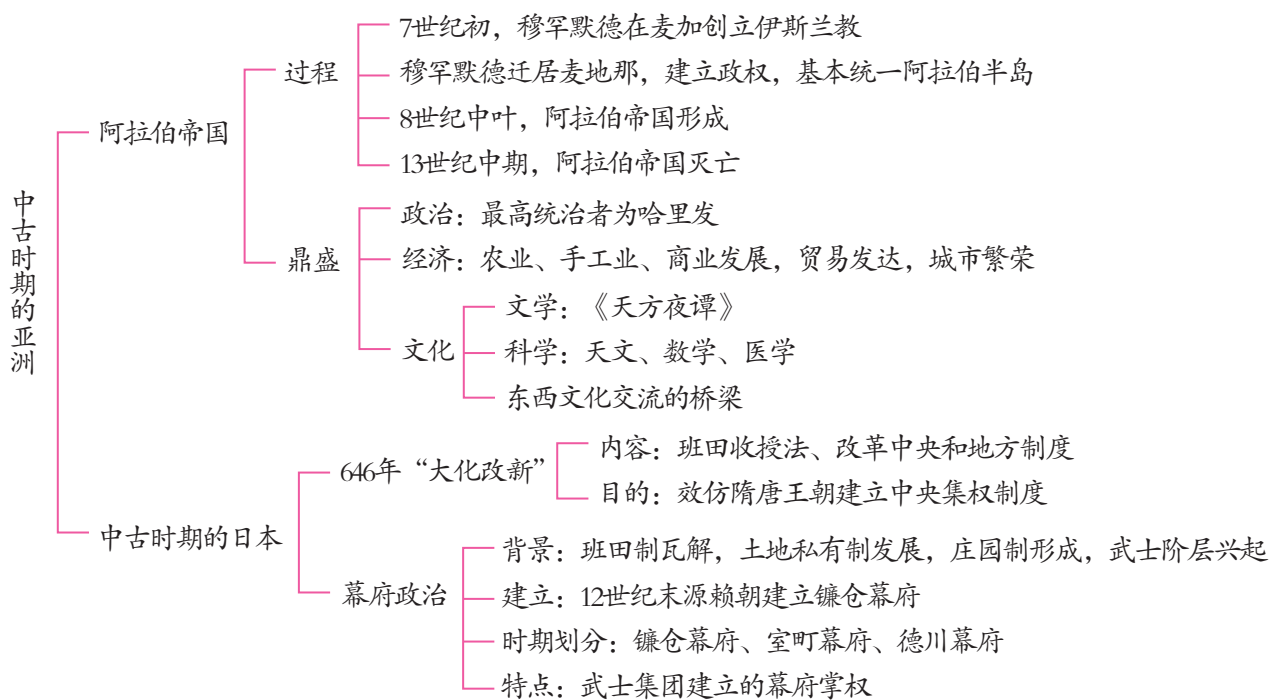 中古时期的亚洲
阿拉伯帝国
过程
7世纪初，穆罕默德在麦加创立伊斯兰教
穆罕默德迁居麦地那，建立政权，基本统一阿拉伯半岛
8世纪中叶，阿拉伯帝国形成
13世纪中期，阿拉伯帝国灭亡
鼎盛
政治：最高统治者为哈里发
经济：农业、手工业、商业发展，贸易发达，城市繁荣
文化
文学：《天方夜谭》
科学：天文、数学、医学
东西文化交流的桥梁
中古时期的日本
646年“大化改新”
内容：班田收授法、改革中央和地方制度
目的：效仿隋唐王朝建立中央集权制度
幕府政治
背景：班田制瓦解，土地私有制发展，庄园制形成，武士阶层兴起
建立：12世纪末源赖朝建立镰仓幕府
时期划分：镰仓幕府、室町幕府、德川幕府
特点：武士集团建立的幕府掌权